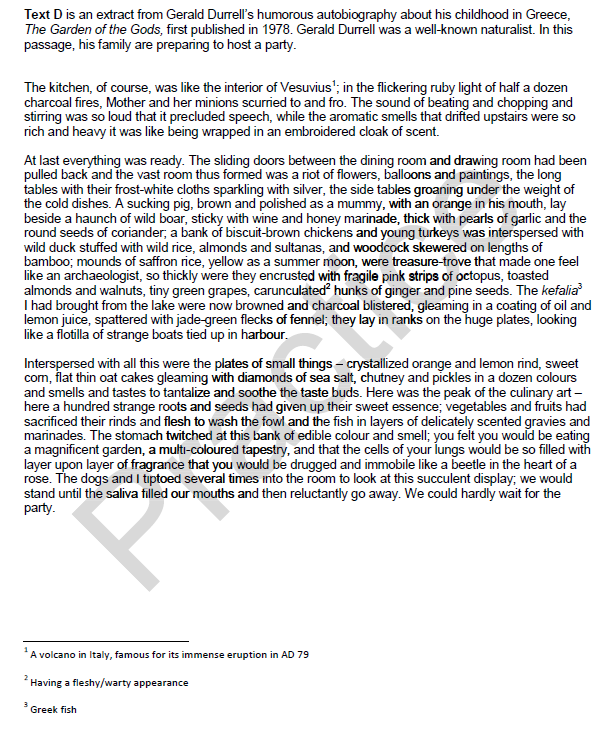 Text D is an extract from Gerald Durrell's humorous autobiography about his childhood in Greece,
The Garden of the Gods, first published in 1978. Gerald Durrell was a well-known naturalist. In this
passage, his family are preparing to host a party.
The kitchen, of course, was like the interior of Vesuvius¹; in the flickering ruby light of half a dozen
charcoal fires, Mother and her minions scurried to and fro. The sound of beating and chopping and
stirring was so loud that it precluded speech, while the aromatic smells that drifted upstairs were so
rich and heavy it was like being wrapped in an embroidered cloak of scent.
At last everything was ready. The sliding doors between the dining room and drawing room had been
pulled back and the vast room thus formed was a riot of flowers, balloons and paintings, the long
tables with their frost-white cloths sparkling with silver, the side tables groaning under the weight of
the cold dishes. A sucking pig, brown and polished as a mummy, with an orange in his mouth, lay
beside a haunch of wild boar, sticky with wine and honey marinade, thick with pearls of garlic and the
round seeds of coriander; a bank of biscuit-brown chickens and young turkeys was interspersed with
wild duck stuffed with wild rice, almonds and sultanas, and woodcock skewered on lengths of
bamboo; mounds of saffron rice, yellow as a summer moon, were treasure-trove that made one feel
like an archaeologist, so thickly were they encrusted with fragile pink strips of octopus, toasted
almonds and walnuts, tiny green grapes, carunculated² hunks of ginger and pine seeds. The kefalia³
I had brought from the lake were now browned and charcoal blistered, gleaming in a coating of oil and
lemon juice, spattered with jade-green flecks of fennel; they lay in ranks on the huge plates, looking
like a flotilla of strange boats tied up in harbour.
Interspersed with all this were the plates of small things – crystallized orange and lemon rind, sweet
corn, flat thin oat cakes gleaming with diamonds of sea salt, chutney and pickles in a dozen colours
and smells and tastes to tantalize and soothe the taste buds. Here was the peak of the culinary art –
here a hundred strange roots and seeds had given up their sweet essence; vegetables and fruits had
sacrificed their rinds and flesh to wash the fowl and the fish in layers of delicately scented gravies and
marinades. The stomach twitched at this bank of edible colour and smell; you felt you would be eating
a magnificent garden, a multi-coloured tapestry, and that the cells of your lungs would be so filled with
layer upon layer of fragrance that you would be drugged and immobile like a beetle in the heart of a
rose. The dogs and I tiptoed several times into the room to look at this succulent display; we would
stand until the saliva filled our mouths and then reluctantly go away. We could hardly wait for the
party.
Practice
¹ A volcano in Italy, famous for its immense eruption in AD 79
² Having a fleshy/warty appearance
³ Greek fish